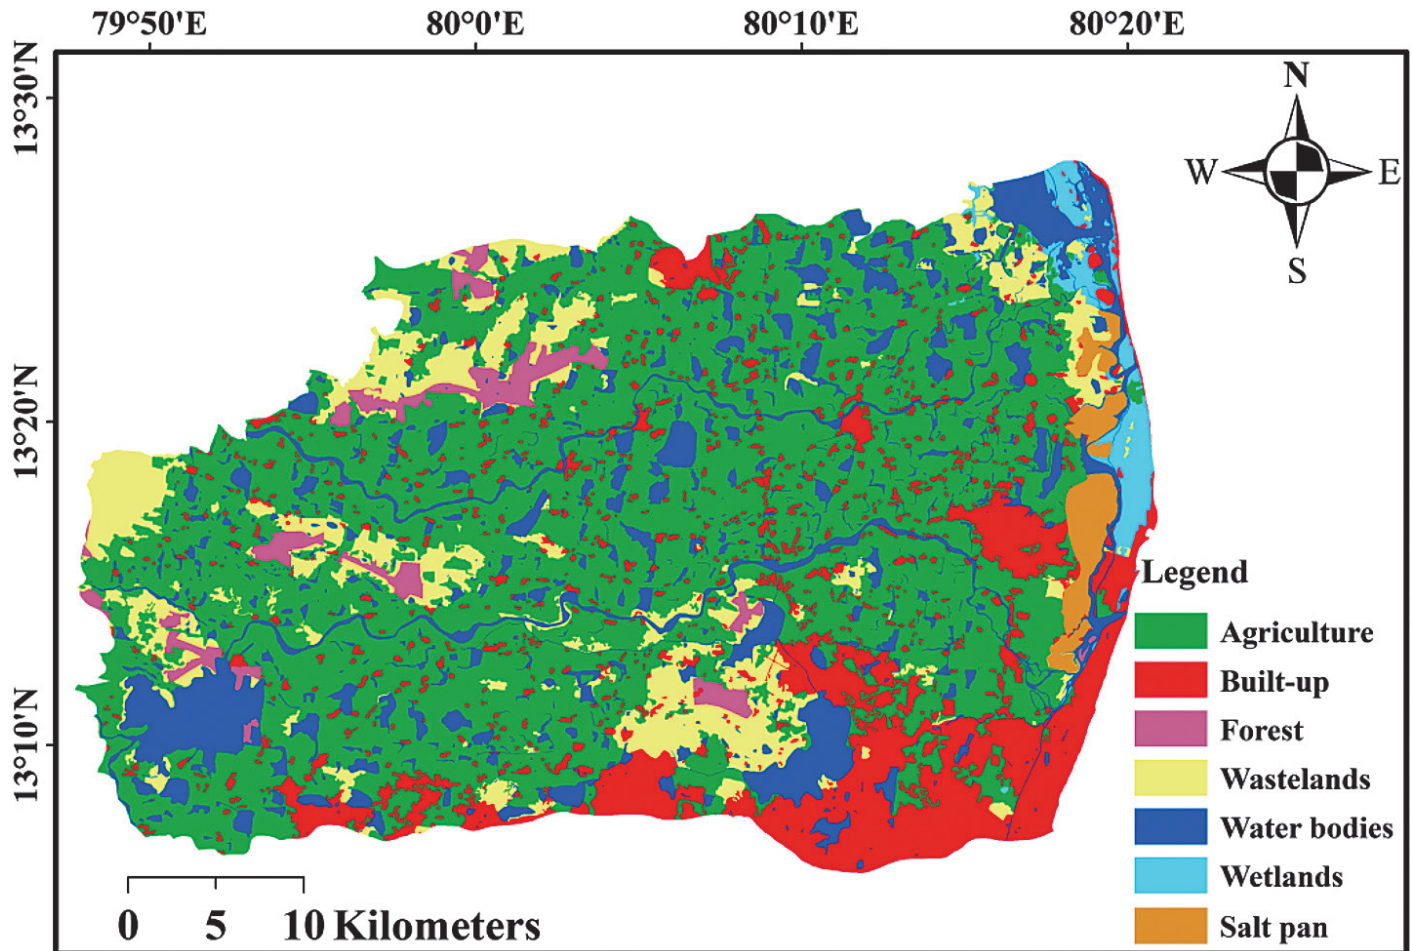 79°50'E 80°0'E 80°10'E 80°20'E
13°30'N
13°20'N
13°10'N
N
W E
S
Legend
Agriculture
Built-up
Forest
Wastelands
Water bodies
Wetlands
Salt pan
0 5 10 Kilometers